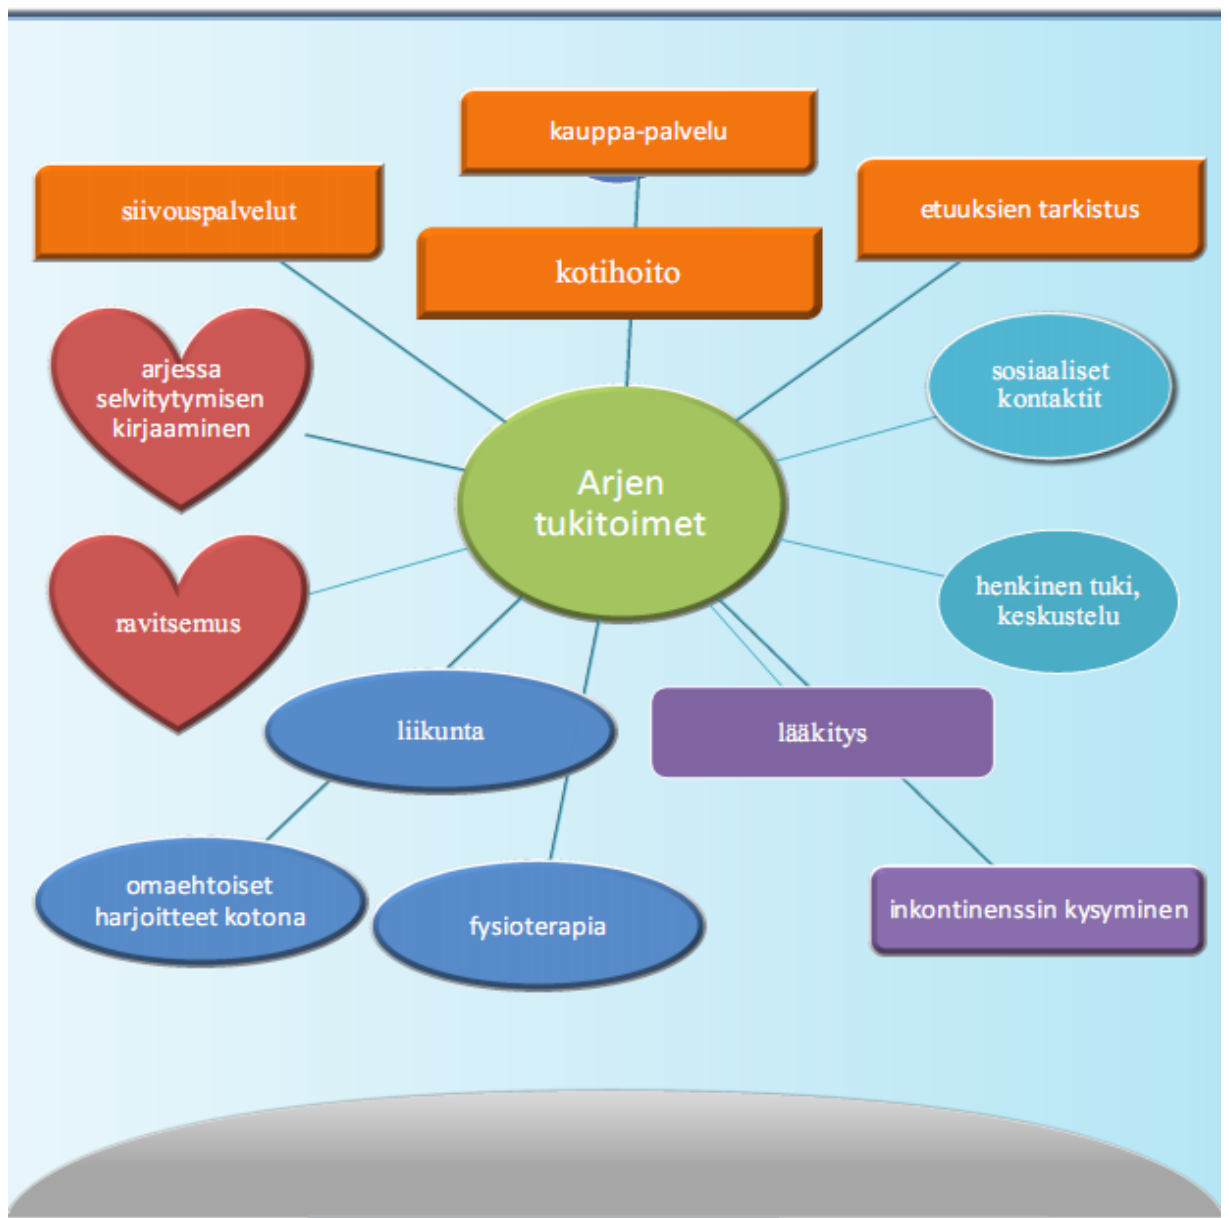 kauppa-palvelu
siivouspalvelut
etuuksien tarkistus
kotihoito
arjessa
selvitytymisen
kirjaaminen
sosiaaliset
kontaktit
Arjen
tukitoimet
ravitsemus
henkinen tuki,
keskustelu
liikunta
lääkitys
omaehtoiset
harjoitteet kotona
fysioterapia
inkontinenssin kysyminen